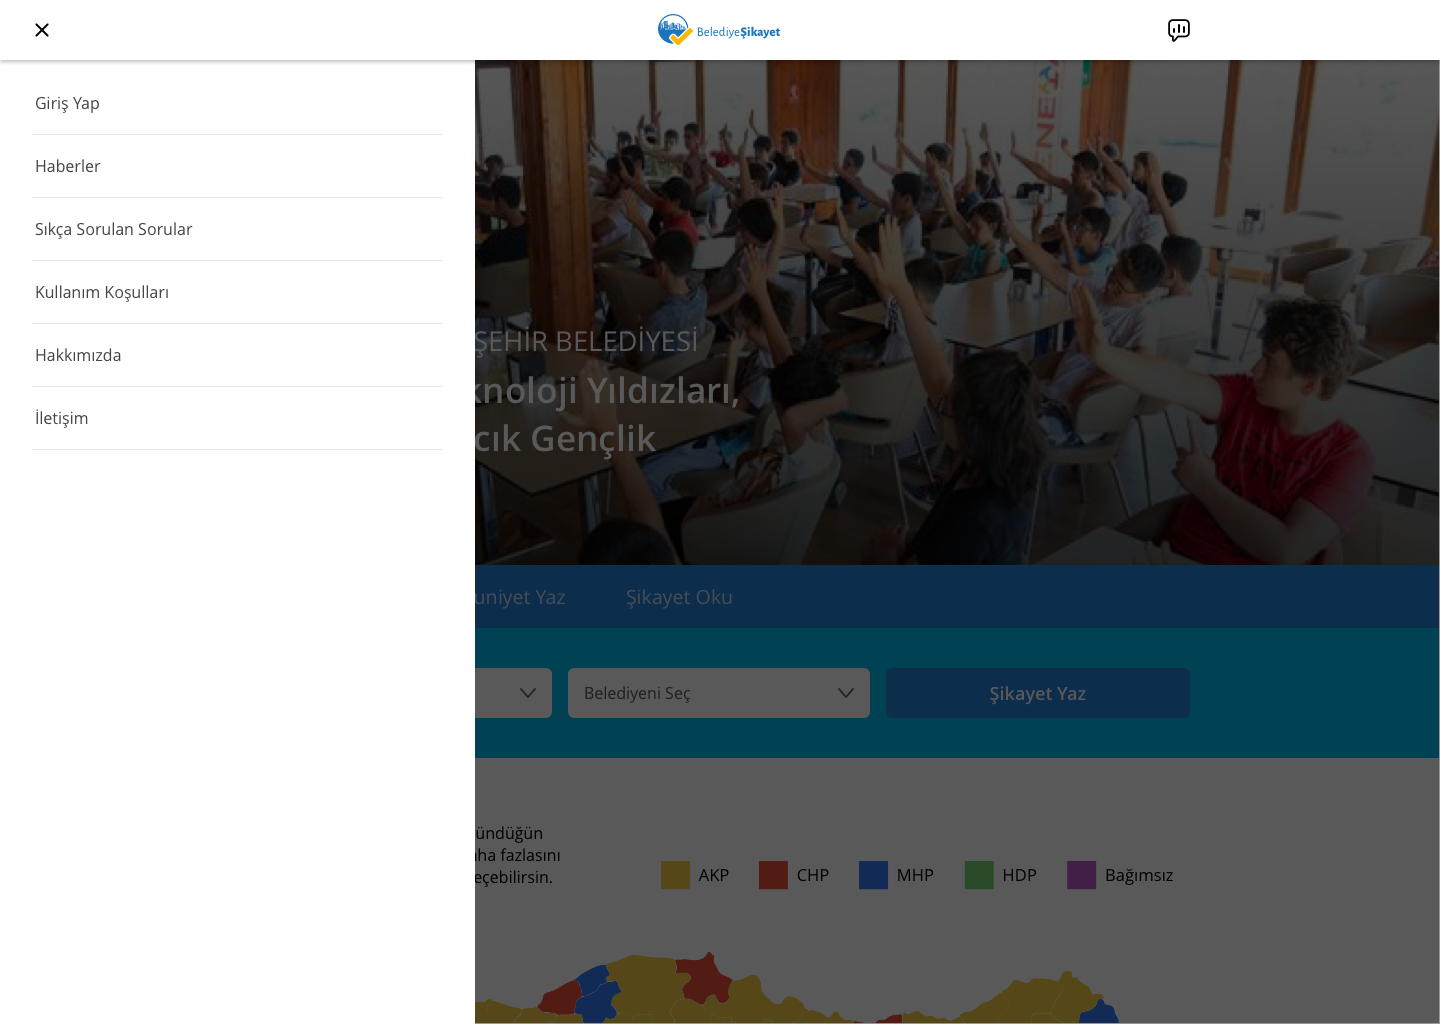 BelediyeŞikayet
Giriş Yap
Haberler
Sıkça Sorulan Sorular
Kullanım Koşulları
Hakkımızda
İletişim
ŞEHİR BELEDİYESİ
knoloji Yıldızları,
cık Gençlik
uniyet Yaz
Şikayet Oku
Belediyeni Seç
Şikayet Yaz
ündüğün
aha fazlasını
eçebilirsin.
AKP
CHP
MHP
HDP
Bağımsız